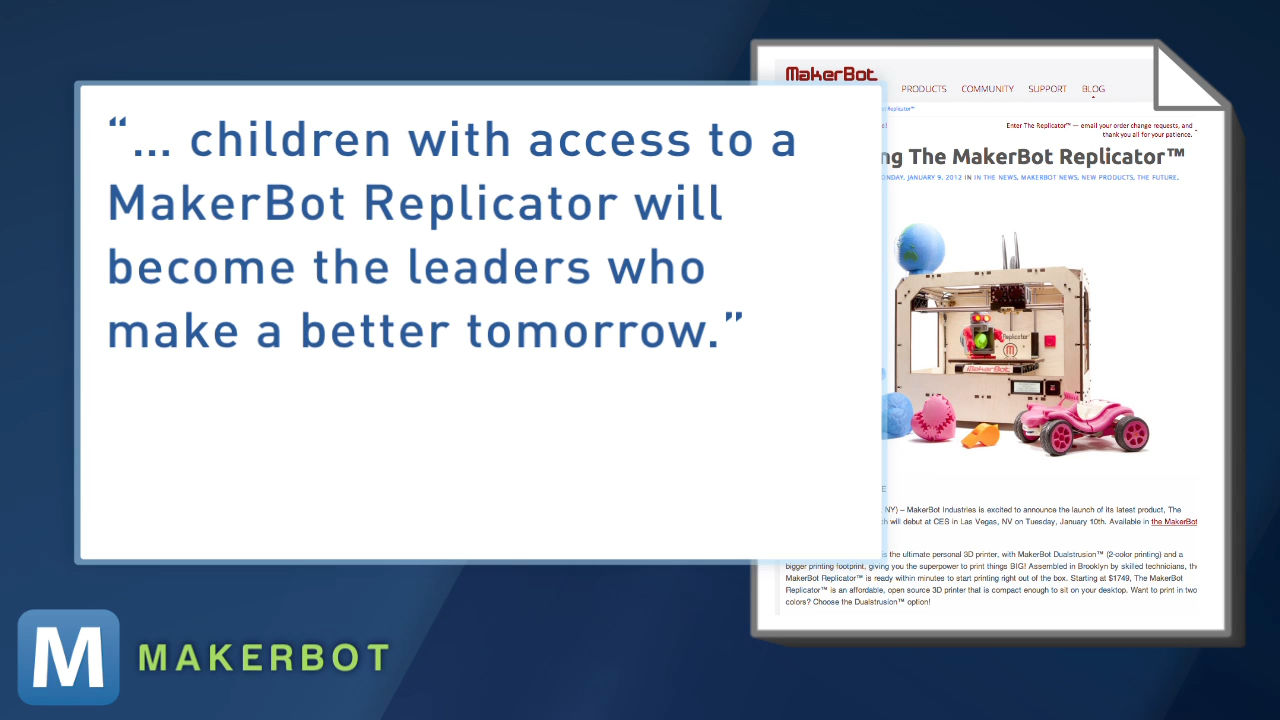 “... children with access to a
MakerBot Replicator will
become the leaders who
make a better tomorrow.”
MakerBot
PRODUCTS COMMUNITY SUPPORT BLOG
Replicator™
Enter The Replicator™ — email your order change requests, and
thank you all for your patience.
The MakerBot Replicator™
JANUARY 9, 2012 IN IN THE NEWS, MAKERBOT NEWS, NEW PRODUCTS, THE FUTURE,
Replicator
MakerBot
NY) – MakerBot Industries is excited to announce the launch of its latest product, The
will debut at CES in Las Vegas, NV on Tuesday, January 10th. Available in the MakerBot
the ultimate personal 3D printer, with MakerBot Dualstrusion™ (2-color printing) and a
bigger printing footprint, giving you the superpower to print things BIG! Assembled in Brooklyn by skilled technicians, the
MakerBot Replicator™ is ready within minutes to start printing right out of the box. Starting at $1749, The MakerBot
Replicator™ is an affordable, open source 3D printer that is compact enough to sit on your desktop. Want to print in two
colors? Choose the Dualstrusion™ option!
M MAKERBOT